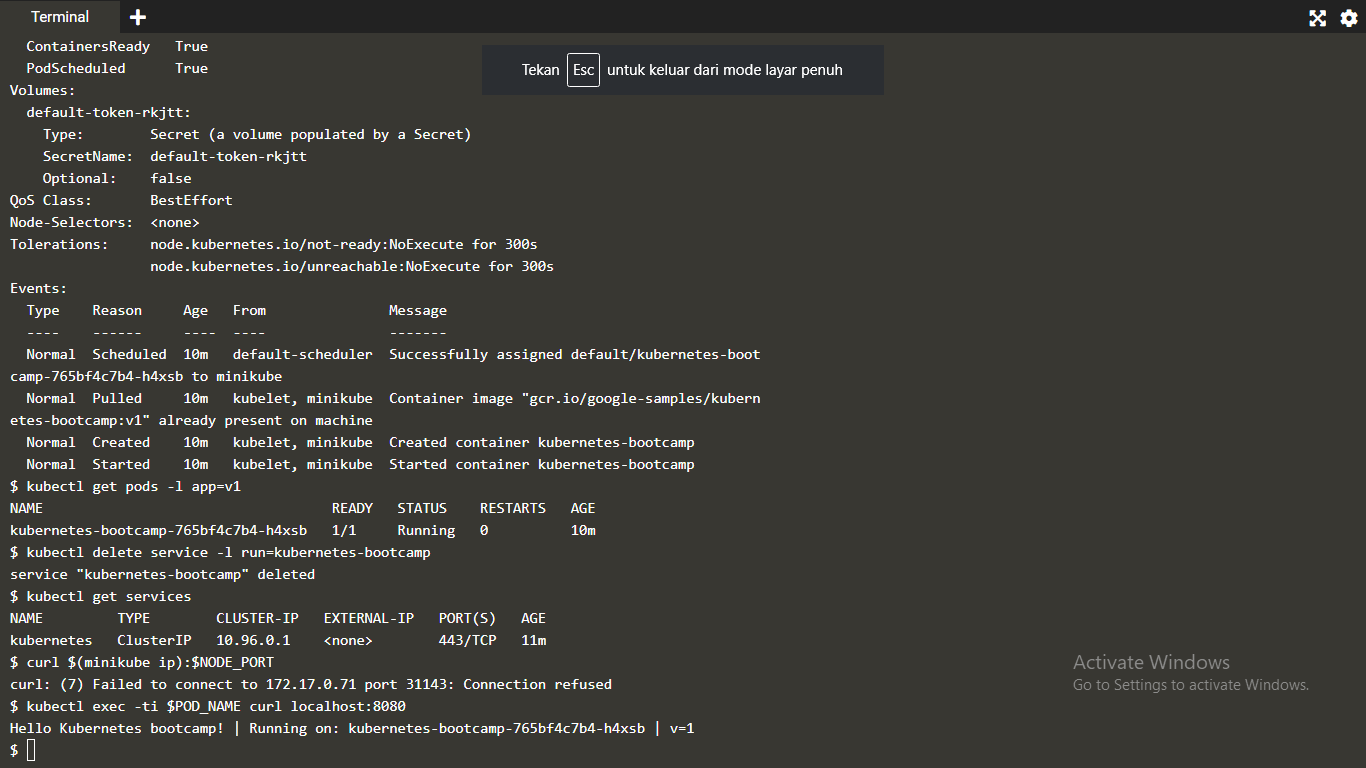 Terminal
ContainersReady   True
PodScheduled      True
Tekan Esc untuk keluar dari mode layar penuh
Volumes:
  default-token-rkjtt:
    Type:        Secret (a volume populated by a Secret)
    SecretName:  default-token-rkjtt
    Optional:    false
QoS Class:       BestEffort
Node-Selectors:  <none>
Tolerations:     node.kubernetes.io/not-ready:NoExecute for 300s
                 node.kubernetes.io/unreachable:NoExecute for 300s
Events:
  Type    Reason     Age   From               Message
  ----    ------     ----  ----               -------
  Normal  Scheduled  10m   default-scheduler  Successfully assigned default/kubernetes-boot
camp-765bf4c7b4-h4xsb to minikube
  Normal  Pulled     10m   kubelet, minikube  Container image "gcr.io/google-samples/kubern
etes-bootcamp:v1" already present on machine
  Normal  Created    10m   kubelet, minikube  Created container kubernetes-bootcamp
  Normal  Started    10m   kubelet, minikube  Started container kubernetes-bootcamp
$ kubectl get pods -l app=v1
NAME                                   READY   STATUS    RESTARTS   AGE
kubernetes-bootcamp-765bf4c7b4-h4xsb   1/1     Running   0          10m
$ kubectl delete service -l run=kubernetes-bootcamp
service "kubernetes-bootcamp" deleted
$ kubectl get services
NAME         TYPE        CLUSTER-IP   EXTERNAL-IP   PORT(S)   AGE
kubernetes   ClusterIP   10.96.0.1    <none>        443/TCP   11m
$ curl $(minikube ip):$NODE_PORT
curl: (7) Failed to connect to 172.17.0.71 port 31143: Connection refused
$ kubectl exec -ti $POD_NAME curl localhost:8080
Hello Kubernetes bootcamp! | Running on: kubernetes-bootcamp-765bf4c7b4-h4xsb | v=1
$
Activate Windows
Go to Settings to activate Windows.